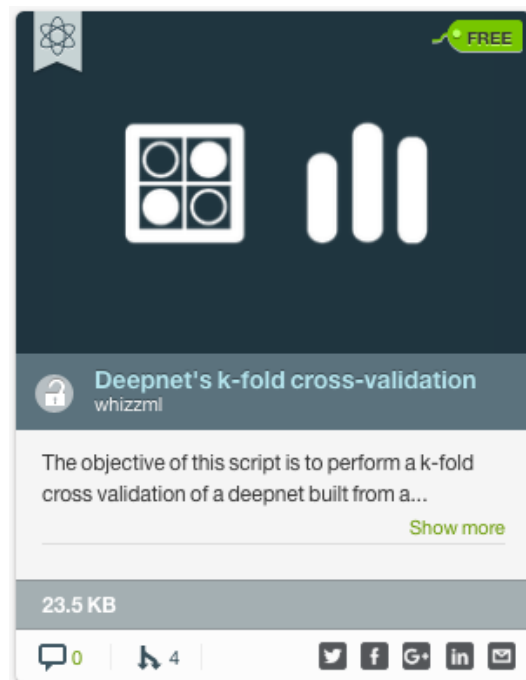 FREE
Deepnet's k-fold cross-validation
whizzml
The objective of this script is to perform a k-fold
cross validation of a deepnet built from a...
Show more
23.5 KB
0
4